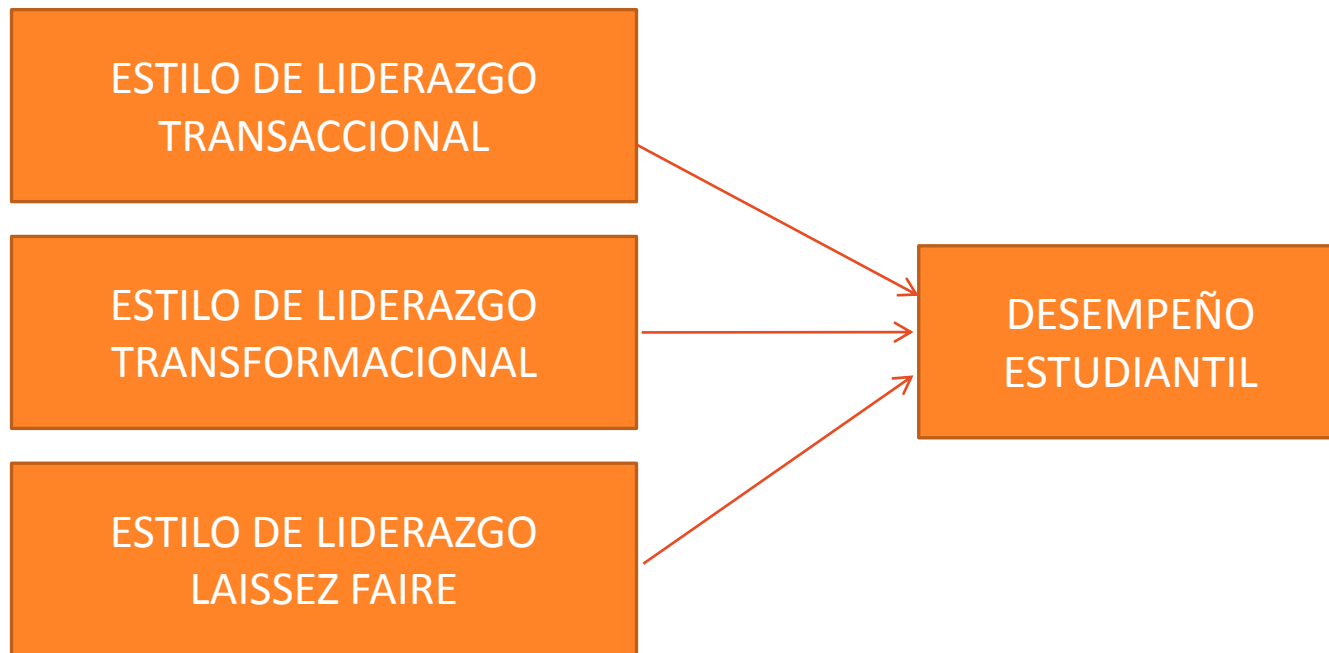 ESTILO DE LIDERAZGO
TRANSACCIONAL
ESTILO DE LIDERAZGO
TRANSFORMACIONAL
ESTILO DE LIDERAZGO
LAISSEZ FAIRE
DESEMPEÑO
ESTUDIANTIL